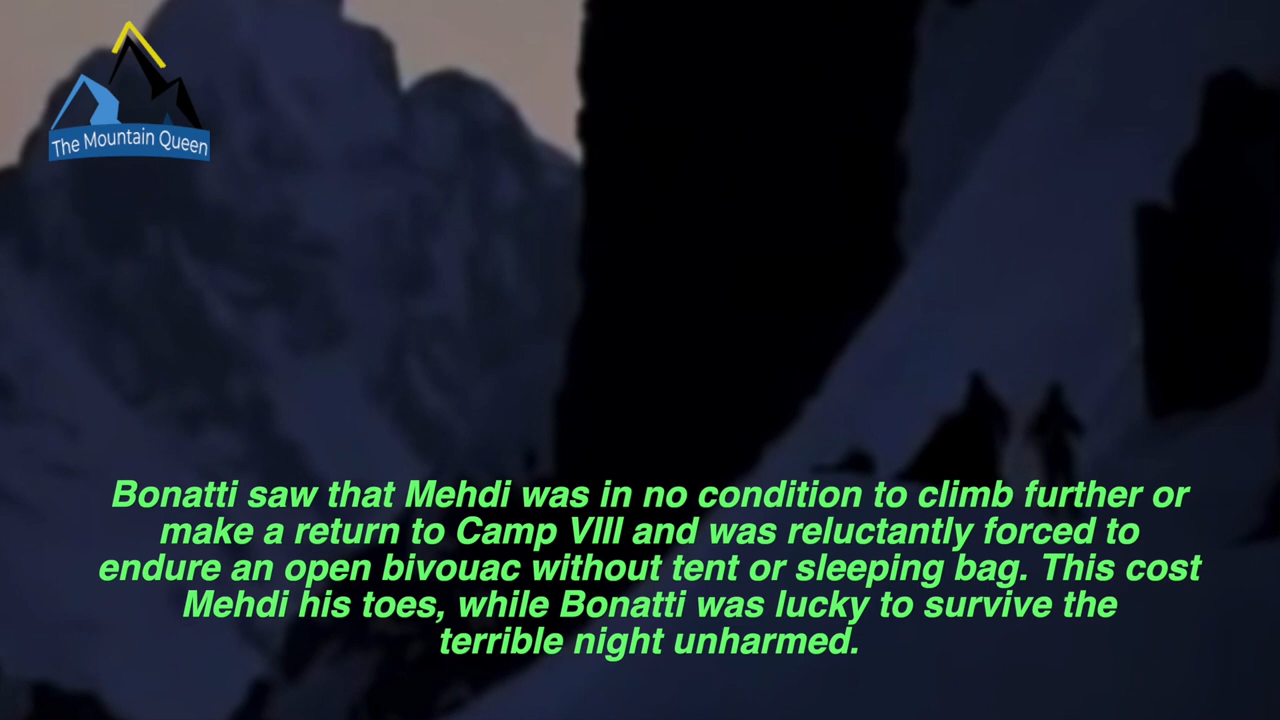 The Mountain Queen
Bonatti saw that Mehdi was in no condition to climb further or
make a return to Camp VIII and was reluctantly forced to
endure an open bivouac without tent or sleeping bag. This cost
Mehdi his toes, while Bonatti was lucky to survive the
terrible night unharmed.